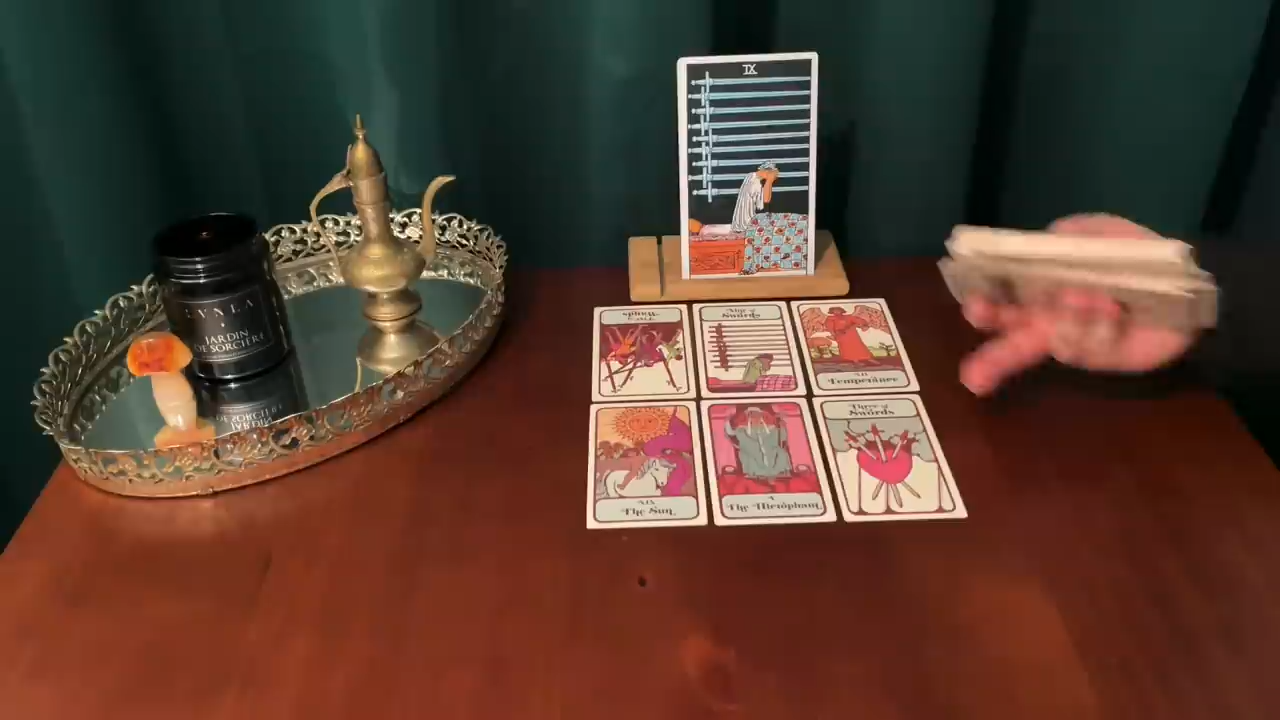 IX
Nine of
Swords
XIV
Temperance
Three of
Swords
XIX
The Sun
V
The Hierophant
JARDIN
DE SORCIÈRE